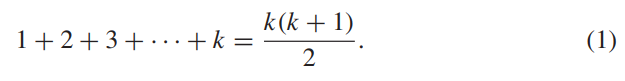 1 + 2 + 3 + ··· + k = k(k + 1)/2. (1)